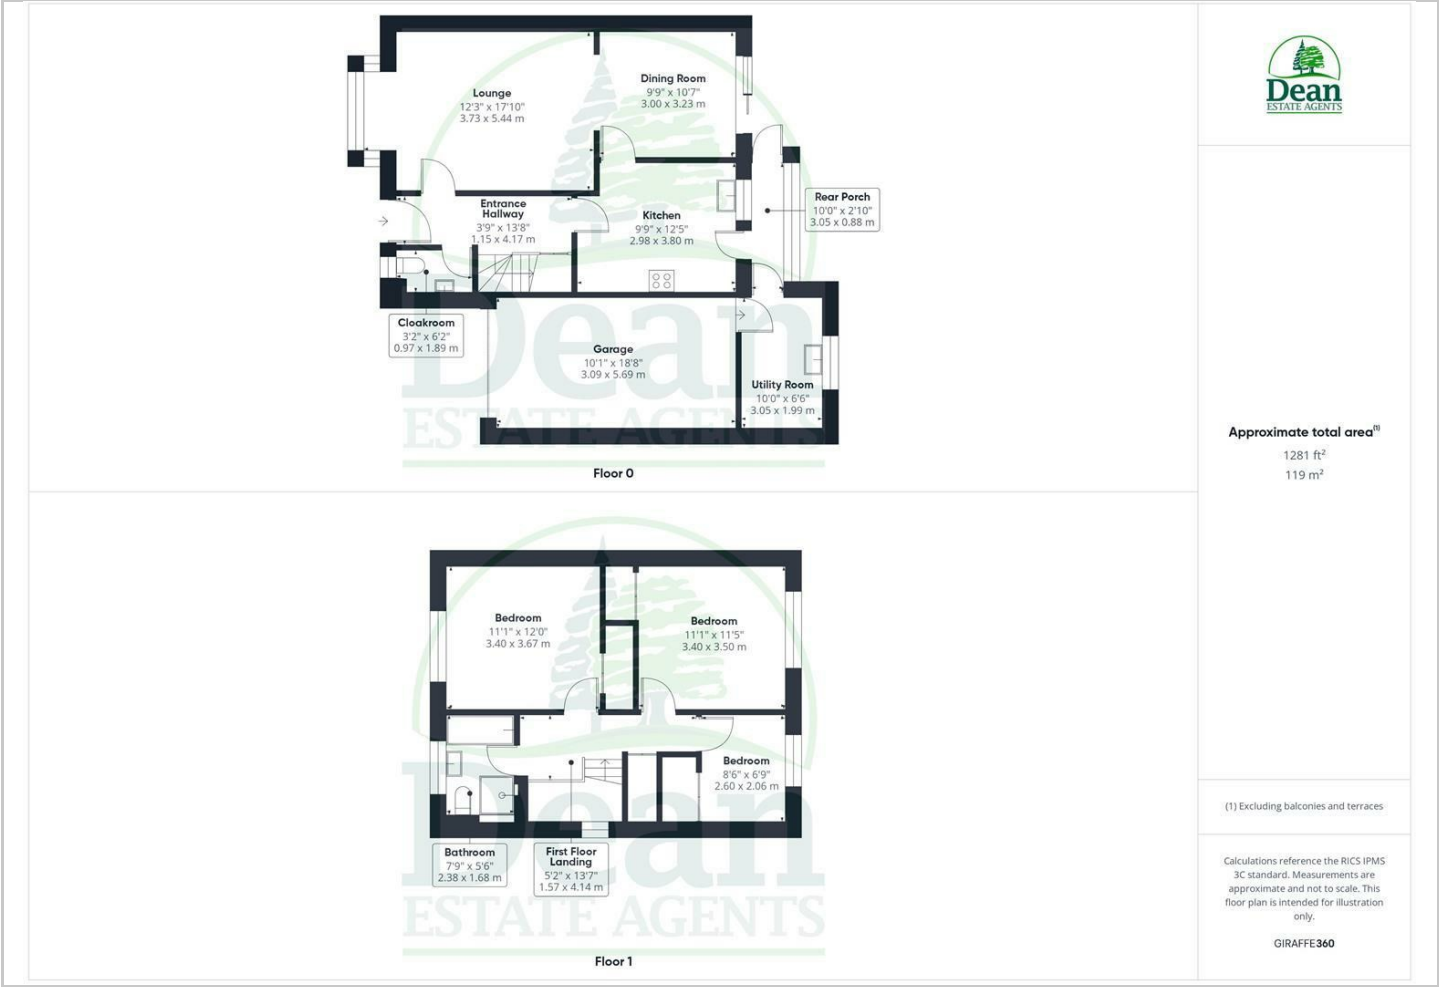 Lounge
12'3" x 17'10"
3.73 x 5.44 m
Dining Room
9'9" x 10'7"
3.00 x 3.23 m
Entrance
Hallway
3'9" x 13'8"
1.15 x 4.17 m
Kitchen
9'9" x 12'5"
2.98 x 3.80 m
Rear Porch
10'0" x 2'10"
3.05 x 0.88 m
Cloakroom
3'2" x 6'2"
0.97 x 1.89 m
Garage
10'1" x 18'8"
3.09 x 5.69 m
Utility Room
10'0" x 6'6"
3.05 x 1.99 m
Dean
ESTATE AGENTS
Floor 0
Bedroom
11'1" x 12'0"
3.40 x 3.67 m
Bedroom
11'1" x 11'5"
3.40 x 3.50 m
Bedroom
8'6" x 6'9"
2.60 x 2.06 m
Bathroom
7'9" x 5'6"
2.38 x 1.68 m
First Floor
Landing
5'2" x 13'7"
1.57 x 4.14 m
Dean
ESTATE AGENTS
Floor 1
Dean
ESTATE AGENTS
Approximate total area(1)
1281 ft²
119 m²
(1) Excluding balconies and terraces
Calculations reference the RICS IPMS
3C standard. Measurements are
approximate and not to scale. This
floor plan is intended for illustration
only.
GIRAFFE360